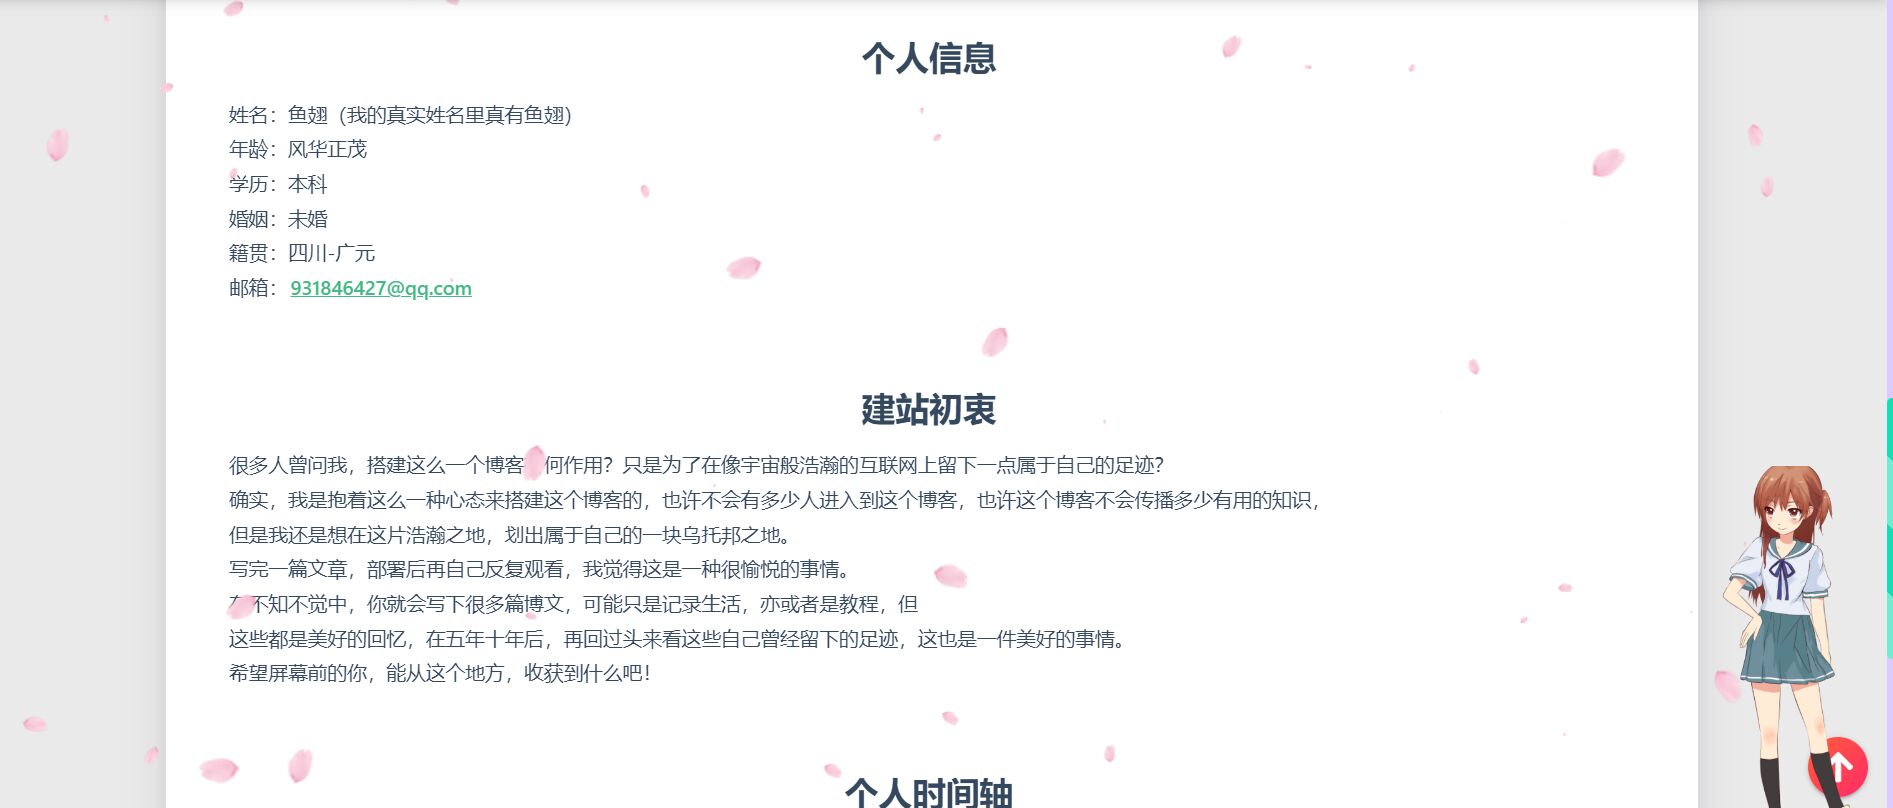 个人信息
姓名：鱼翅（我的真实姓名里真有鱼翅）
年龄：风华正茂
学历：本科
婚姻：未婚
籍贯：四川-广元
邮箱：931846427@qq.com
建站初衷
很多人曾问我，搭建这么一个博客何作用？只是为了在像宇宙般浩瀚的互联网上留下一点属于自己的足迹？
确实，我是抱着这么一种心态来搭建这个博客的，也许不会有多少人进入到这个博客，也许这个博客不会传播多少有用的知识，
但是我还是想在这片浩瀚之地，划出属于自己的一块乌托邦之地。
写完一篇文章，部署后再自己反复观看，我觉得这是一种很愉悦的事情。
不知不觉中，你就会写下很多篇博文，可能只是记录生活，亦或者是教程，但
这些都是美好的回忆，在五年十年后，再回过头来看这些自己曾经留下的足迹，这也是一件美好的事情。
希望屏幕前的你，能从这个地方，收获到什么吧！
个人时间轴